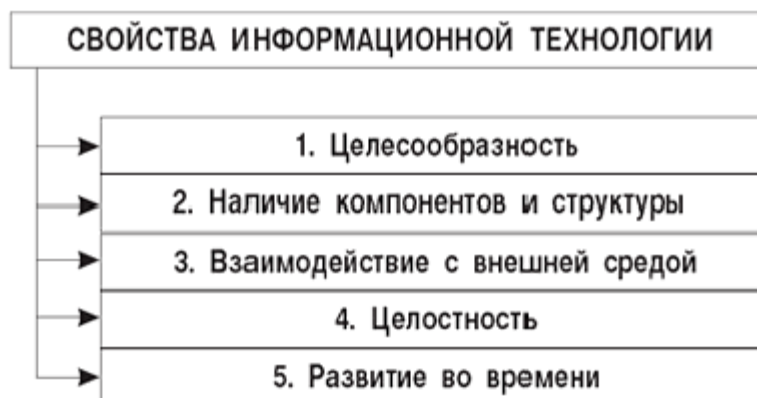 СВОЙСТВА ИНФОРМАЦИОННОЙ ТЕХНОЛОГИИ
1. Целесообразность
2. Наличие компонентов и структуры
3. Взаимодействие с внешней средой
4. Целостность
5. Развитие во времени